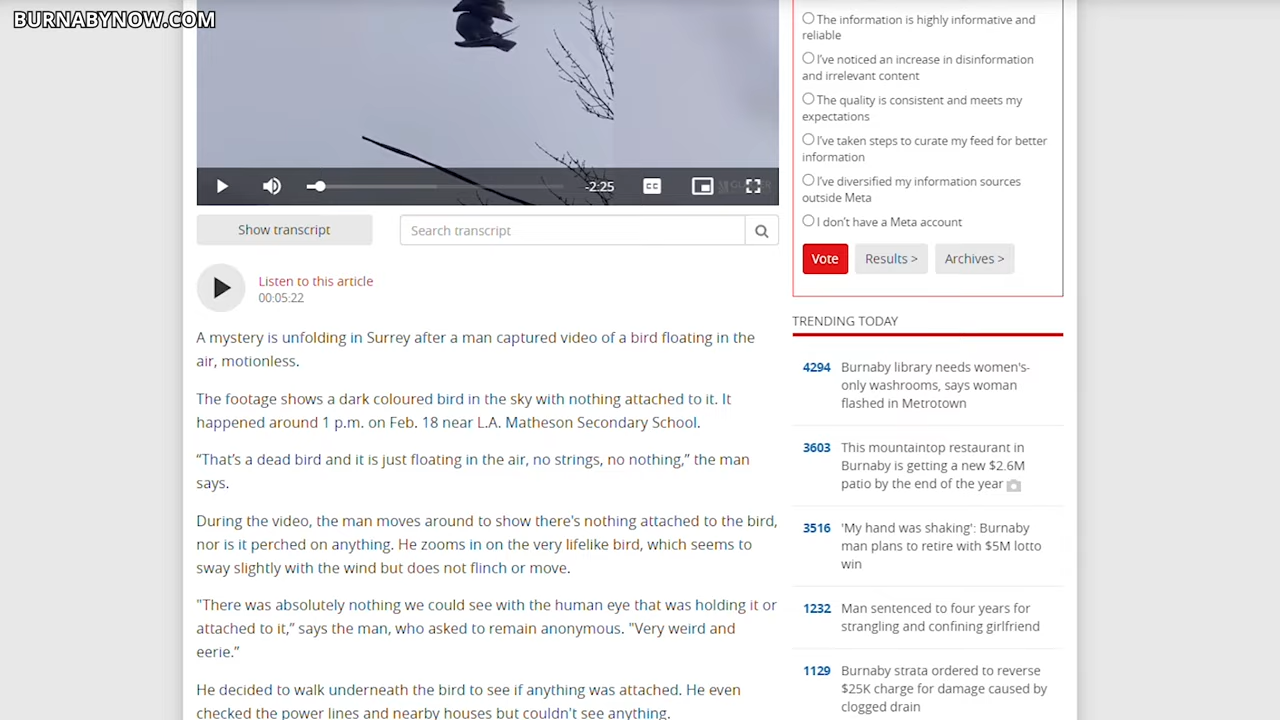 BURNABYNOW.COM
-2:25
CC
Show transcript
Search transcript
Listen to this article
00:05:22
A mystery is unfolding in Surrey after a man captured video of a bird floating in the
air, motionless.
The footage shows a dark coloured bird in the sky with nothing attached to it. It
happened around 1 p.m. on Feb. 18 near L.A. Matheson Secondary School.
“That’s a dead bird and it is just floating in the air, no strings, no nothing,” the man
says.
During the video, the man moves around to show there's nothing attached to the bird,
nor is it perched on anything. He zooms in on the very lifelike bird, which seems to
sway slightly with the wind but does not flinch or move.
"There was absolutely nothing we could see with the human eye that was holding it or
attached to it,” says the man, who asked to remain anonymous. "Very weird and
eerie.”
He decided to walk underneath the bird to see if anything was attached. He even
checked the power lines and nearby houses but couldn't see anything.
The information is highly informative and
reliable
I’ve noticed an increase in disinformation
and irrelevant content
The quality is consistent and meets my
expectations
I’ve taken steps to curate my feed for better
information
I’ve diversified my information sources
outside Meta
I don’t have a Meta account
Vote
Results >
Archives >
TRENDING TODAY
4294 Burnaby library needs women's-
only washrooms, says woman
flashed in Metrotown
3603 This mountaintop restaurant in
Burnaby is getting a new $2.6M
patio by the end of the year
3516 'My hand was shaking': Burnaby
man plans to retire with $5M lotto
win
1232 Man sentenced to four years for
strangling and confining girlfriend
1129 Burnaby strata ordered to reverse
$25K charge for damage caused by
clogged drain